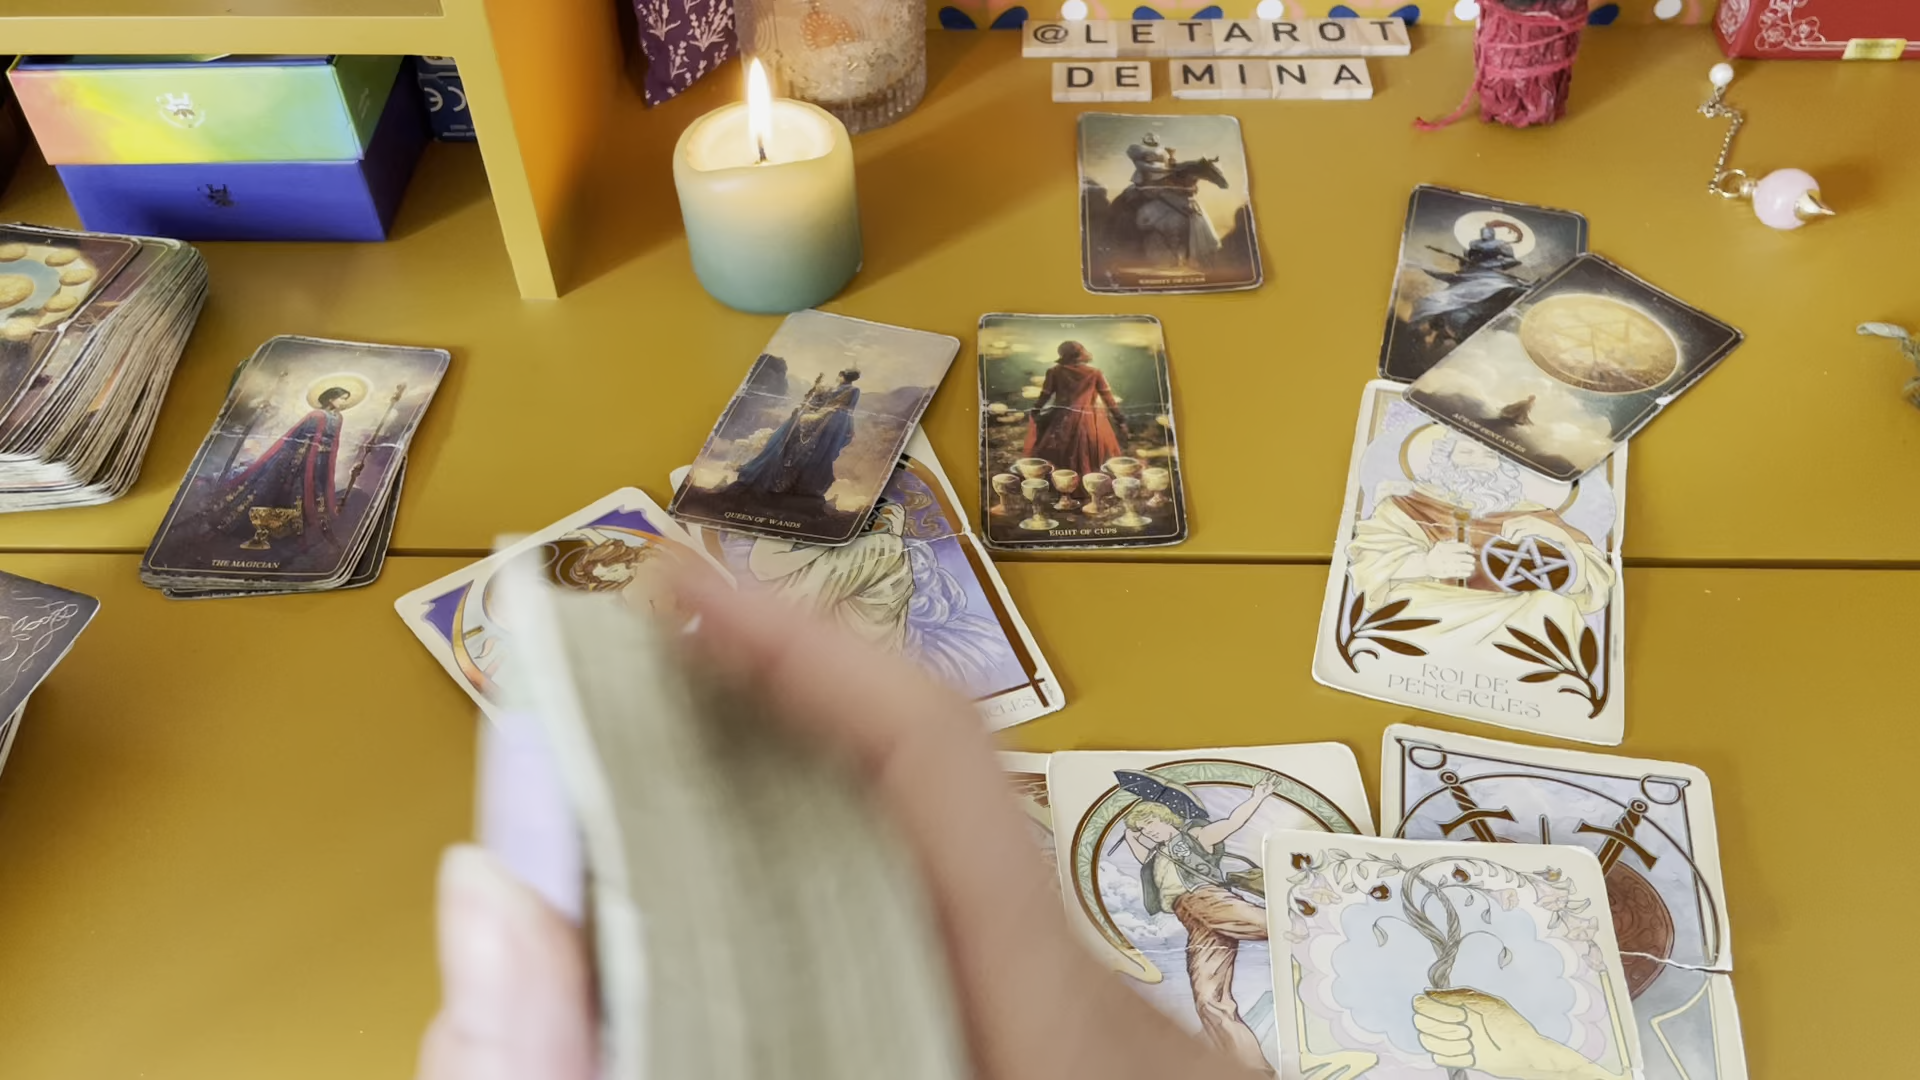 @LETAROT
DE MINA
KNIGHT OF CUPS
VIII
ACE OF PENTACLES
QUEEN OF WANDS
EIGHT OF CUPS
THE MAGICIAN
ROI DE
PENTACLES